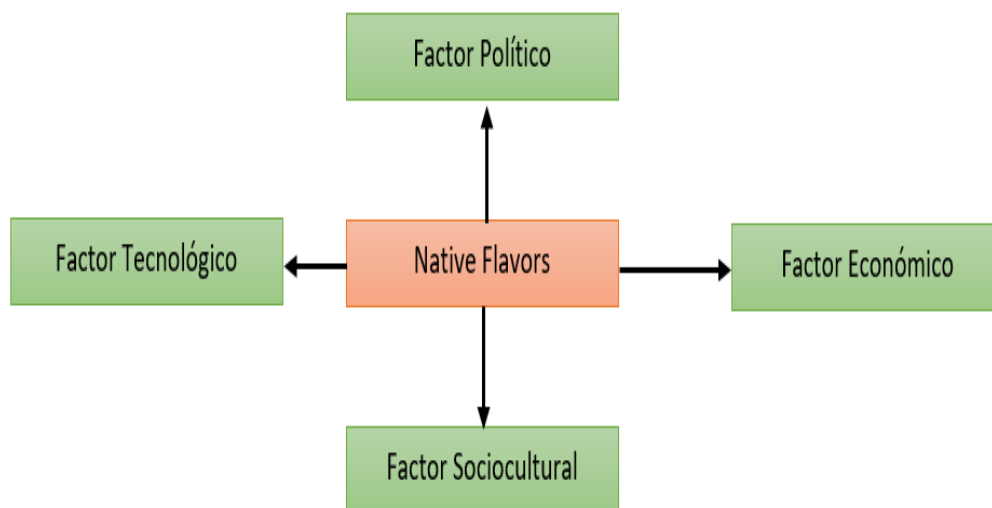 Factor Político
Factor Tecnológico
Native Flavors
Factor Económico
Factor Sociocultural